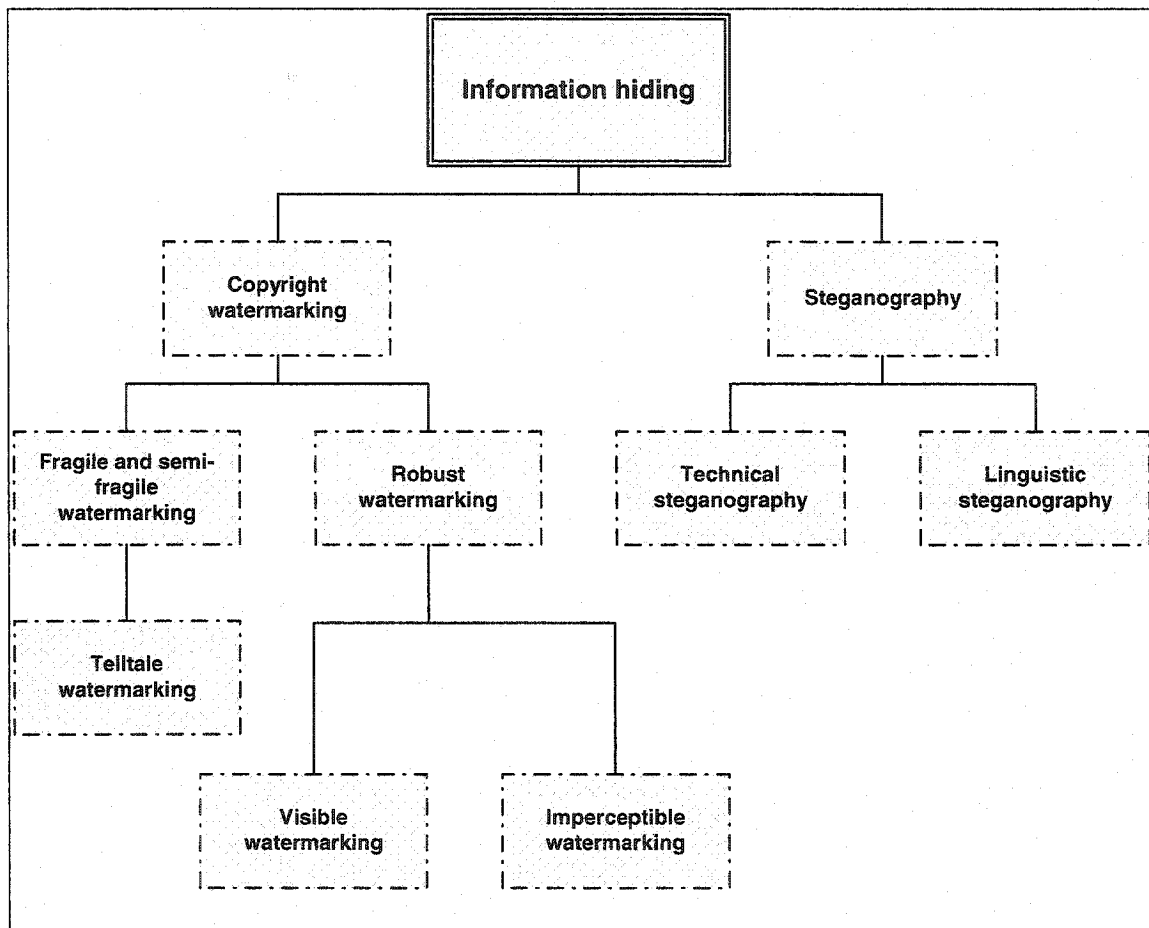 Information hiding
Copyright
watermarking
Steganography
Fragile and semi-
fragile
watermarking
Robust
watermarking
Technical
steganography
Linguistic
steganography
Telltale
watermarking
Visible
watermarking
Imperceptible
watermarking